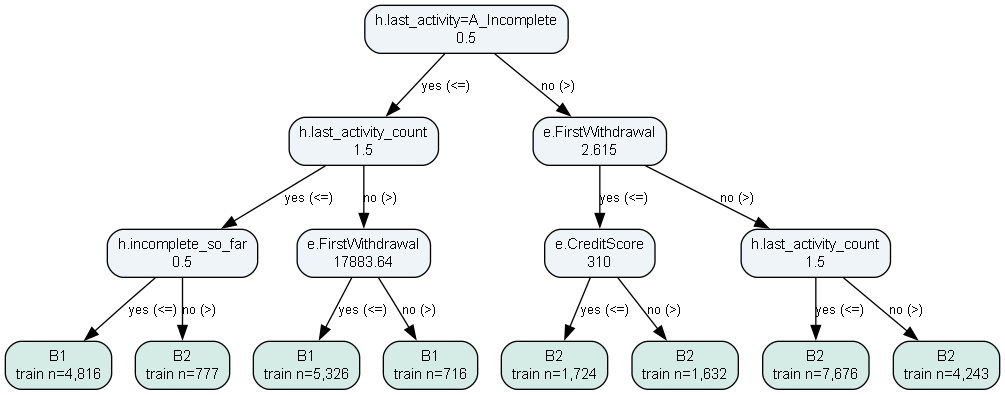 h.last_activity=A_Incomplete
0.5
yes (<=)
no (>)
h.last_activity_count
1.5
e.FirstWithdrawal
2.615
yes (<=)
no (>)
yes (<=)
no (>)
h.incomplete_so_far
0.5
e.FirstWithdrawal
17883.64
e.CreditScore
310
h.last_activity_count
1.5
yes (<=)
no (>)
yes (<=)
no (>)
yes (<=)
no (>)
yes (<=)
no (>)
B1
train n=4,816
B2
train n=777
B1
train n=5,326
B1
train n=716
B2
train n=1,724
B2
train n=1,632
B2
train n=7,676
B2
train n=4,243